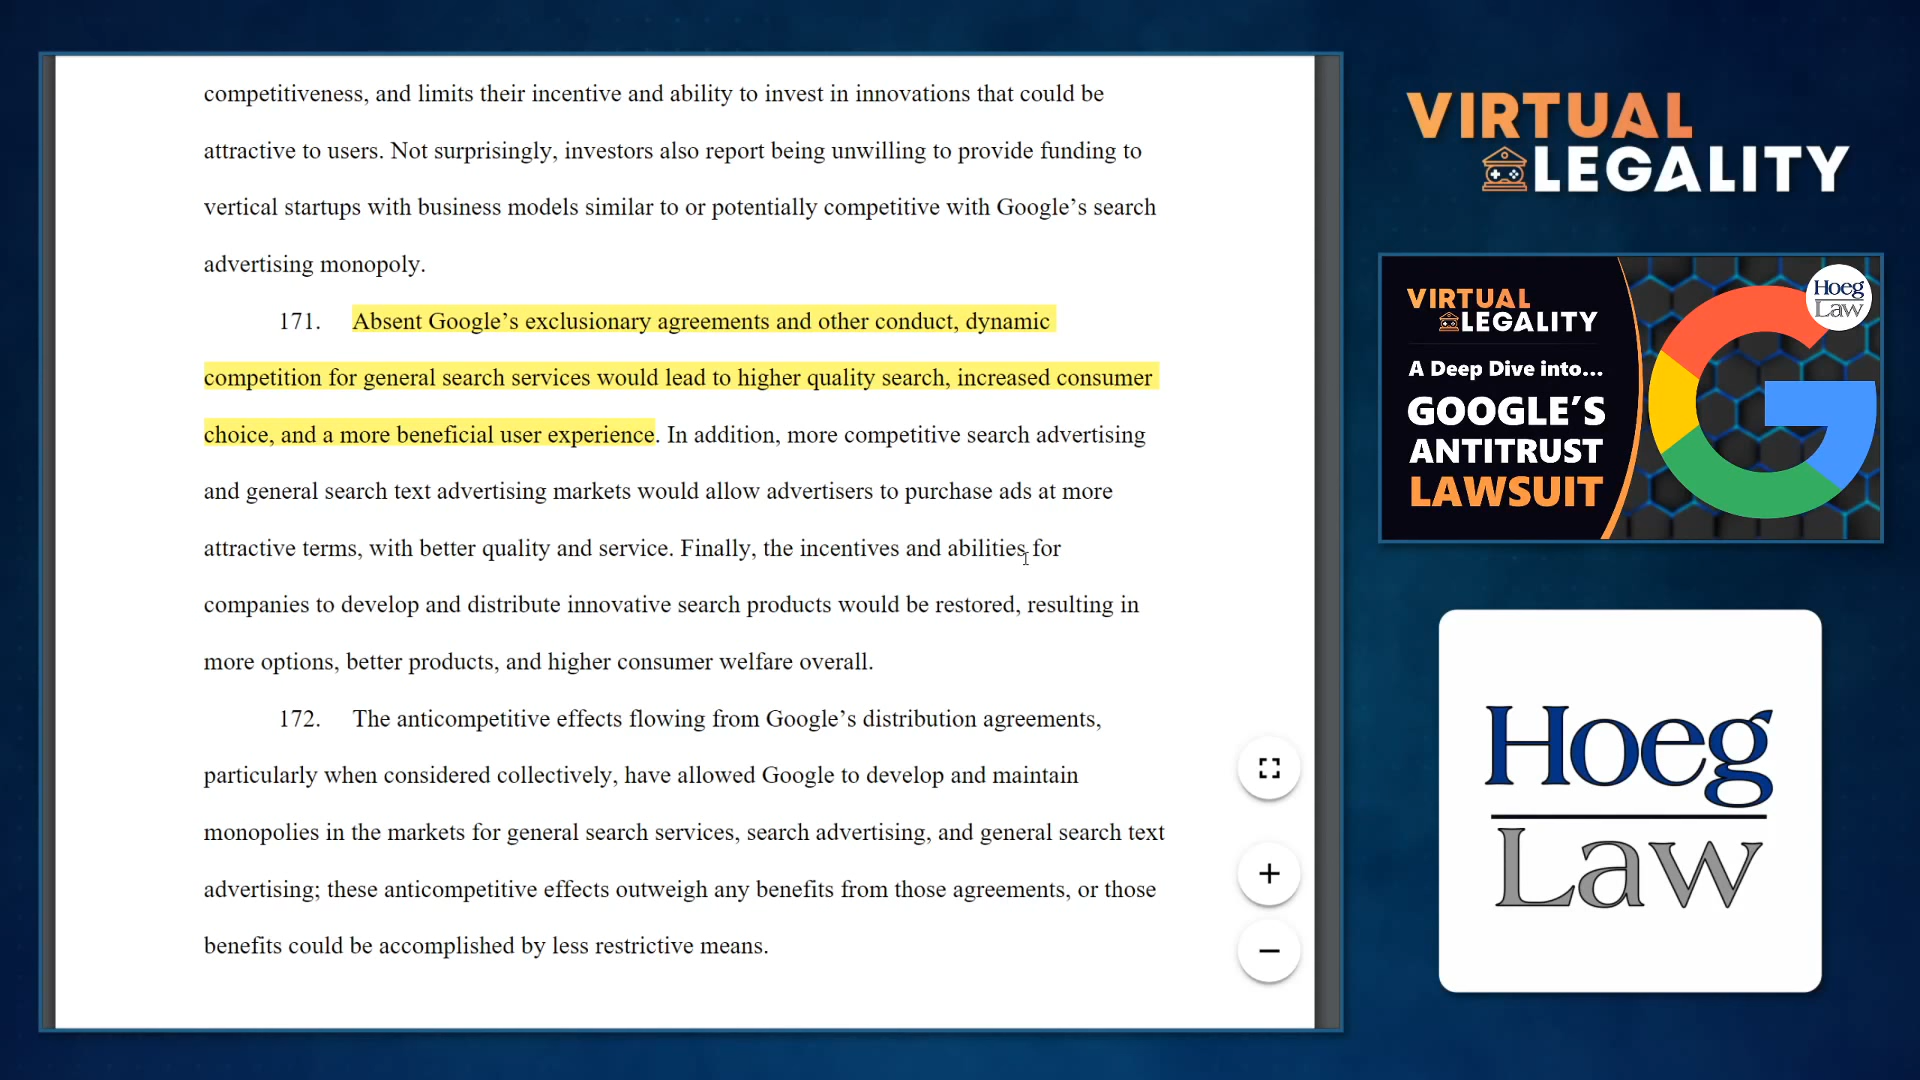 competitiveness, and limits their incentive and ability to invest in innovations that could be
attractive to users. Not surprisingly, investors also report being unwilling to provide funding to
vertical startups with business models similar to or potentially competitive with Google’s search
advertising monopoly.
171. Absent Google’s exclusionary agreements and other conduct, dynamic
competition for general search services would lead to higher quality search, increased consumer
choice, and a more beneficial user experience. In addition, more competitive search advertising
and general search text advertising markets would allow advertisers to purchase ads at more
attractive terms, with better quality and service. Finally, the incentives and abilities for
companies to develop and distribute innovative search products would be restored, resulting in
more options, better products, and higher consumer welfare overall.
172. The anticompetitive effects flowing from Google’s distribution agreements,
particularly when considered collectively, have allowed Google to develop and maintain
monopolies in the markets for general search services, search advertising, and general search text
advertising; these anticompetitive effects outweigh any benefits from those agreements, or those
benefits could be accomplished by less restrictive means.
VIRTUAL
LEGALITY
VIRTUAL
LEGALITY
A Deep Dive into...
GOOGLE’S
ANTITRUST
LAWSUIT
Hoeg
Law
Hoeg
Law